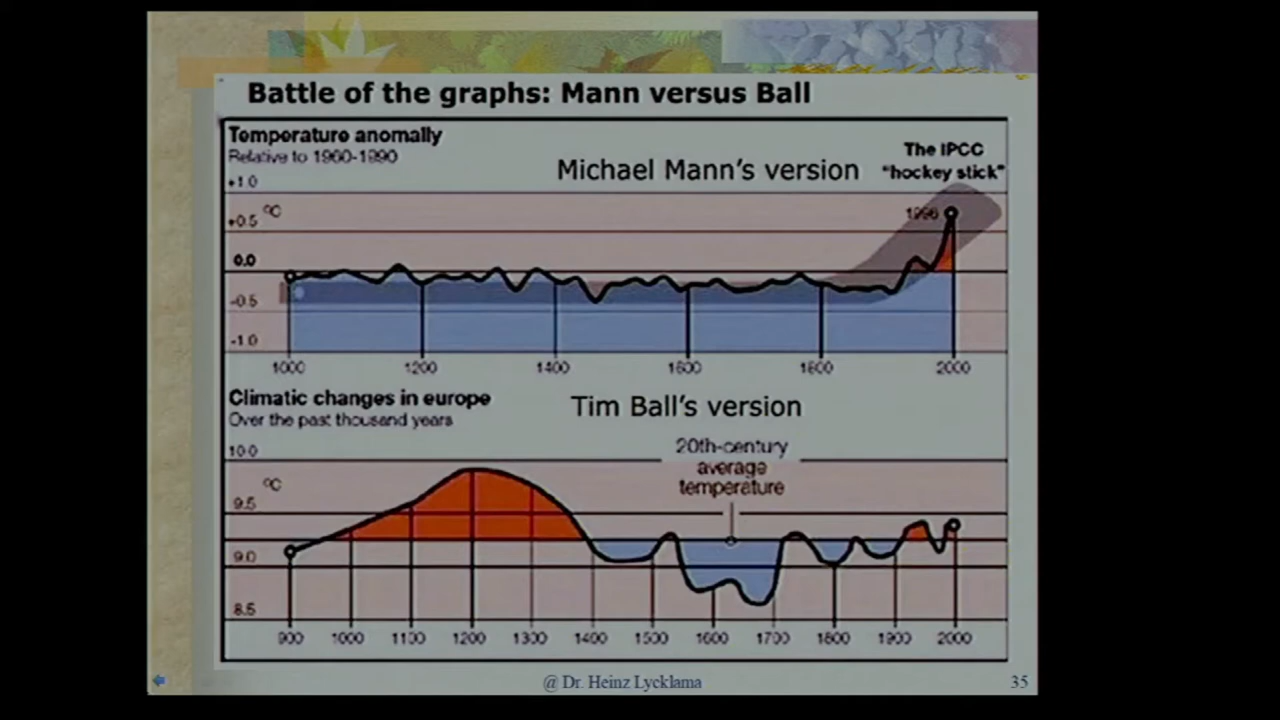 Battle of the graphs: Mann versus Ball
Temperature anomally
Relative to 1960-1990
Michael Mann's version
The IPCC
"hockey stick"
+1.0
°C
+0.5
1998
0.0
-0.5
-1.0
1000 1200 1400 1600 1800 2000
Climatic changes in europe
Over the past thousand years
Tim Ball's version
20th-century
average
temperature
10.0
°C
9.5
9.0
8.5
900 1000 1100 1200 1300 1400 1500 1600 1700 1800 1900 2000
@ Dr. Heinz Lycklama
35